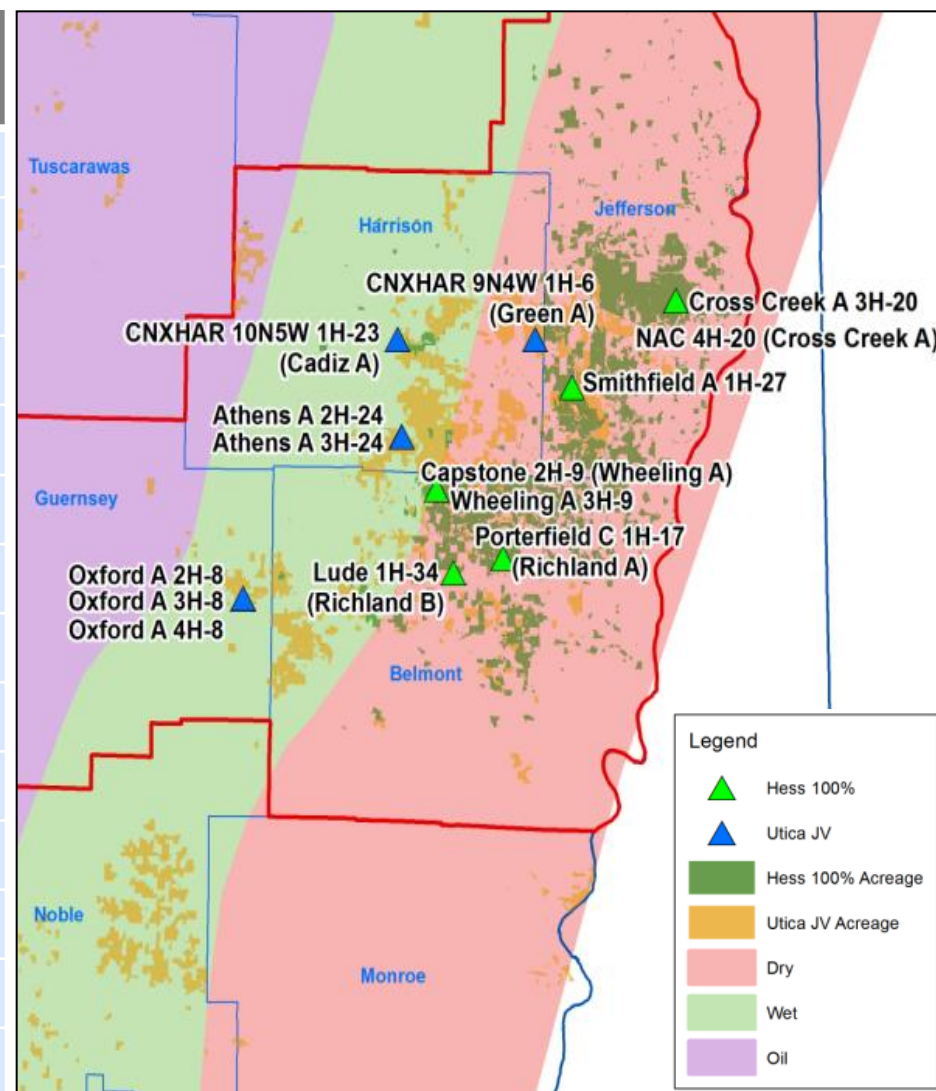 Tuscarawas
Harrison
Jefferson
CNXHAR 9N4W 1H-6
(Green A)
Cross Creek A 3H-20
NAC 4H-20 (Cross Creek A)
CNXHAR 10N5W 1H-23
(Cadiz A)
Smithfield A 1H-27
Athens A 2H-24
Athens A 3H-24
Capstone 2H-9 (Wheeling A)
Wheeling A 3H-9
Guernsey
Porterfield C 1H-17
(Richland A)
Lude 1H-34
(Richland B)
Oxford A 2H-8
Oxford A 3H-8
Oxford A 4H-8
Belmont
Noble
Monroe
Legend
Hess 100%
Utica JV
Hess 100% Acreage
Utica JV Acreage
Dry
Wet
Oil